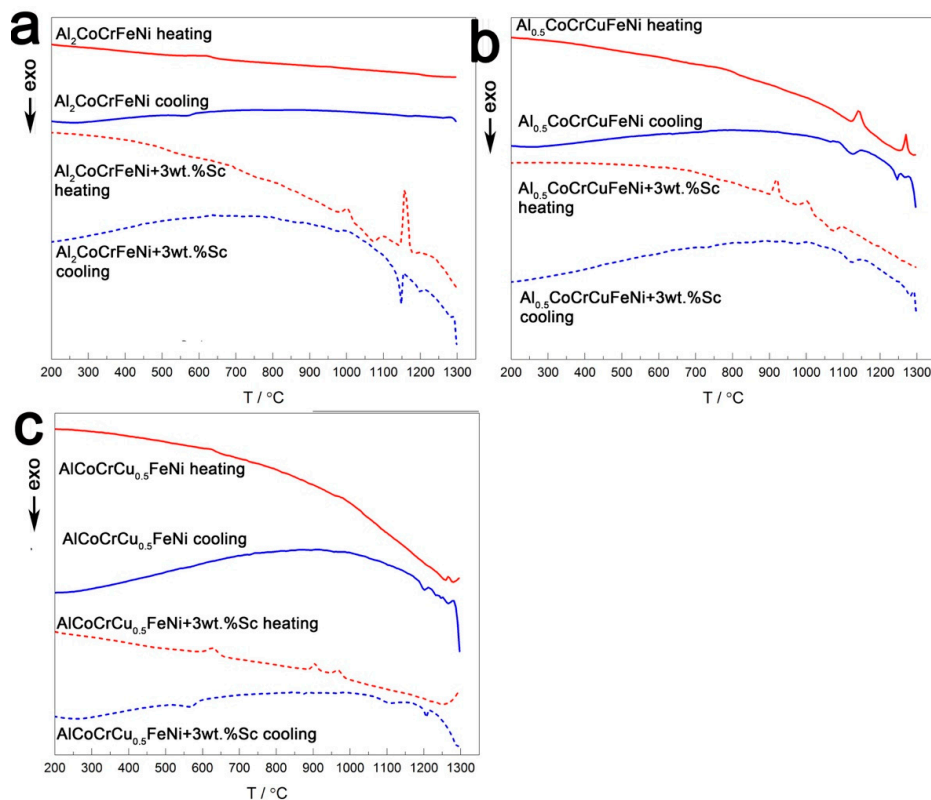 a
Al₂CoCrFeNi heating
exo
Al₂CoCrFeNi cooling
Al₂CoCrFeNi+3wt.%Sc
heating
Al₂CoCrFeNi+3wt.%Sc
cooling
200 300 400 500 600 700 800 900 1000 1100 1200 1300
T / °C
b
Al₀.₅CoCrCuFeNi heating
exo
Al₀.₅CoCrCuFeNi cooling
Al₀.₅CoCrCuFeNi+3wt.%Sc
heating
Al₀.₅CoCrCuFeNi+3wt.%Sc
cooling
200 300 400 500 600 700 800 900 1000 1100 1200 1300
T / °C
c
exo
AlCoCrCu₀.₅FeNi heating
AlCoCrCu₀.₅FeNi cooling
AlCoCrCu₀.₅FeNi+3wt.%Sc heating
AlCoCrCu₀.₅FeNi+3wt.%Sc cooling
200 300 400 500 600 700 800 900 1000 1100 1200 1300
T / °C